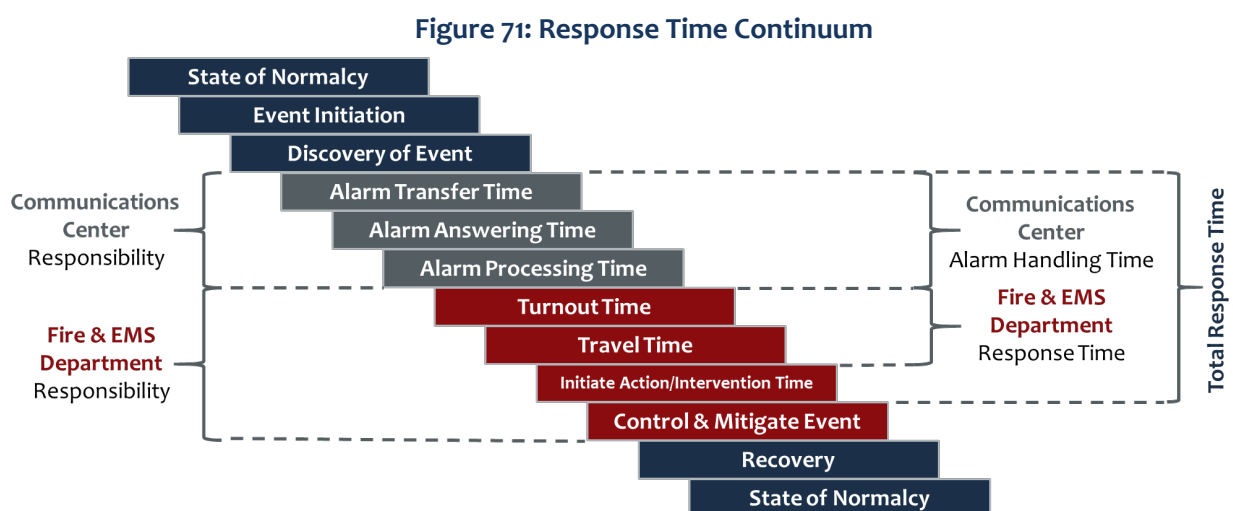 Figure 71: Response Time Continuum
State of Normalcy
Event Initiation
Discovery of Event
Alarm Transfer Time
Alarm Answering Time
Alarm Processing Time
Turnout Time
Travel Time
Initiate Action/Intervention Time
Control & Mitigate Event
Recovery
State of Normalcy
Communications
Center
Responsibility
Fire & EMS
Department
Responsibility
Communications
Center
Alarm Handling Time
Fire & EMS
Department
Response Time
Total Response Time